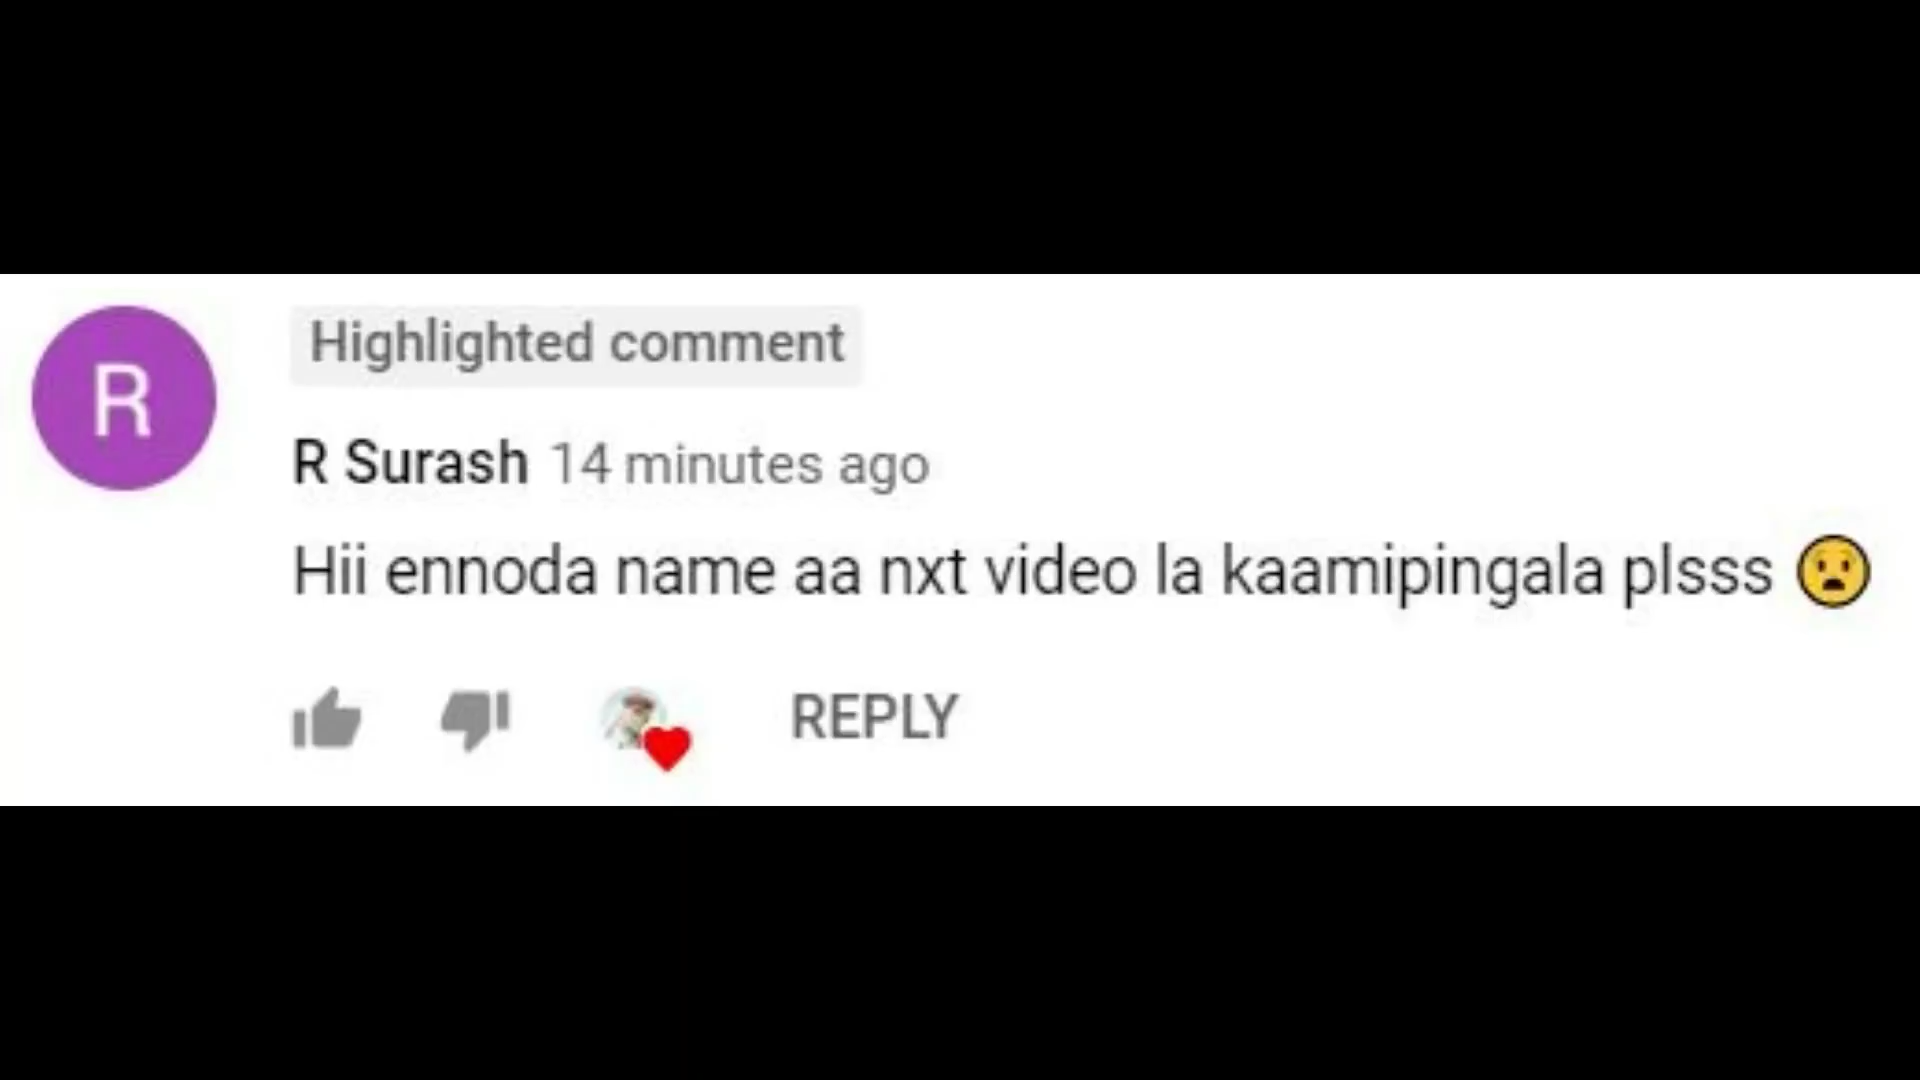 R
Highlighted comment
R Surash 14 minutes ago
Hii ennoda name aa nxt video la kaamipingala plsss 😧
REPLY